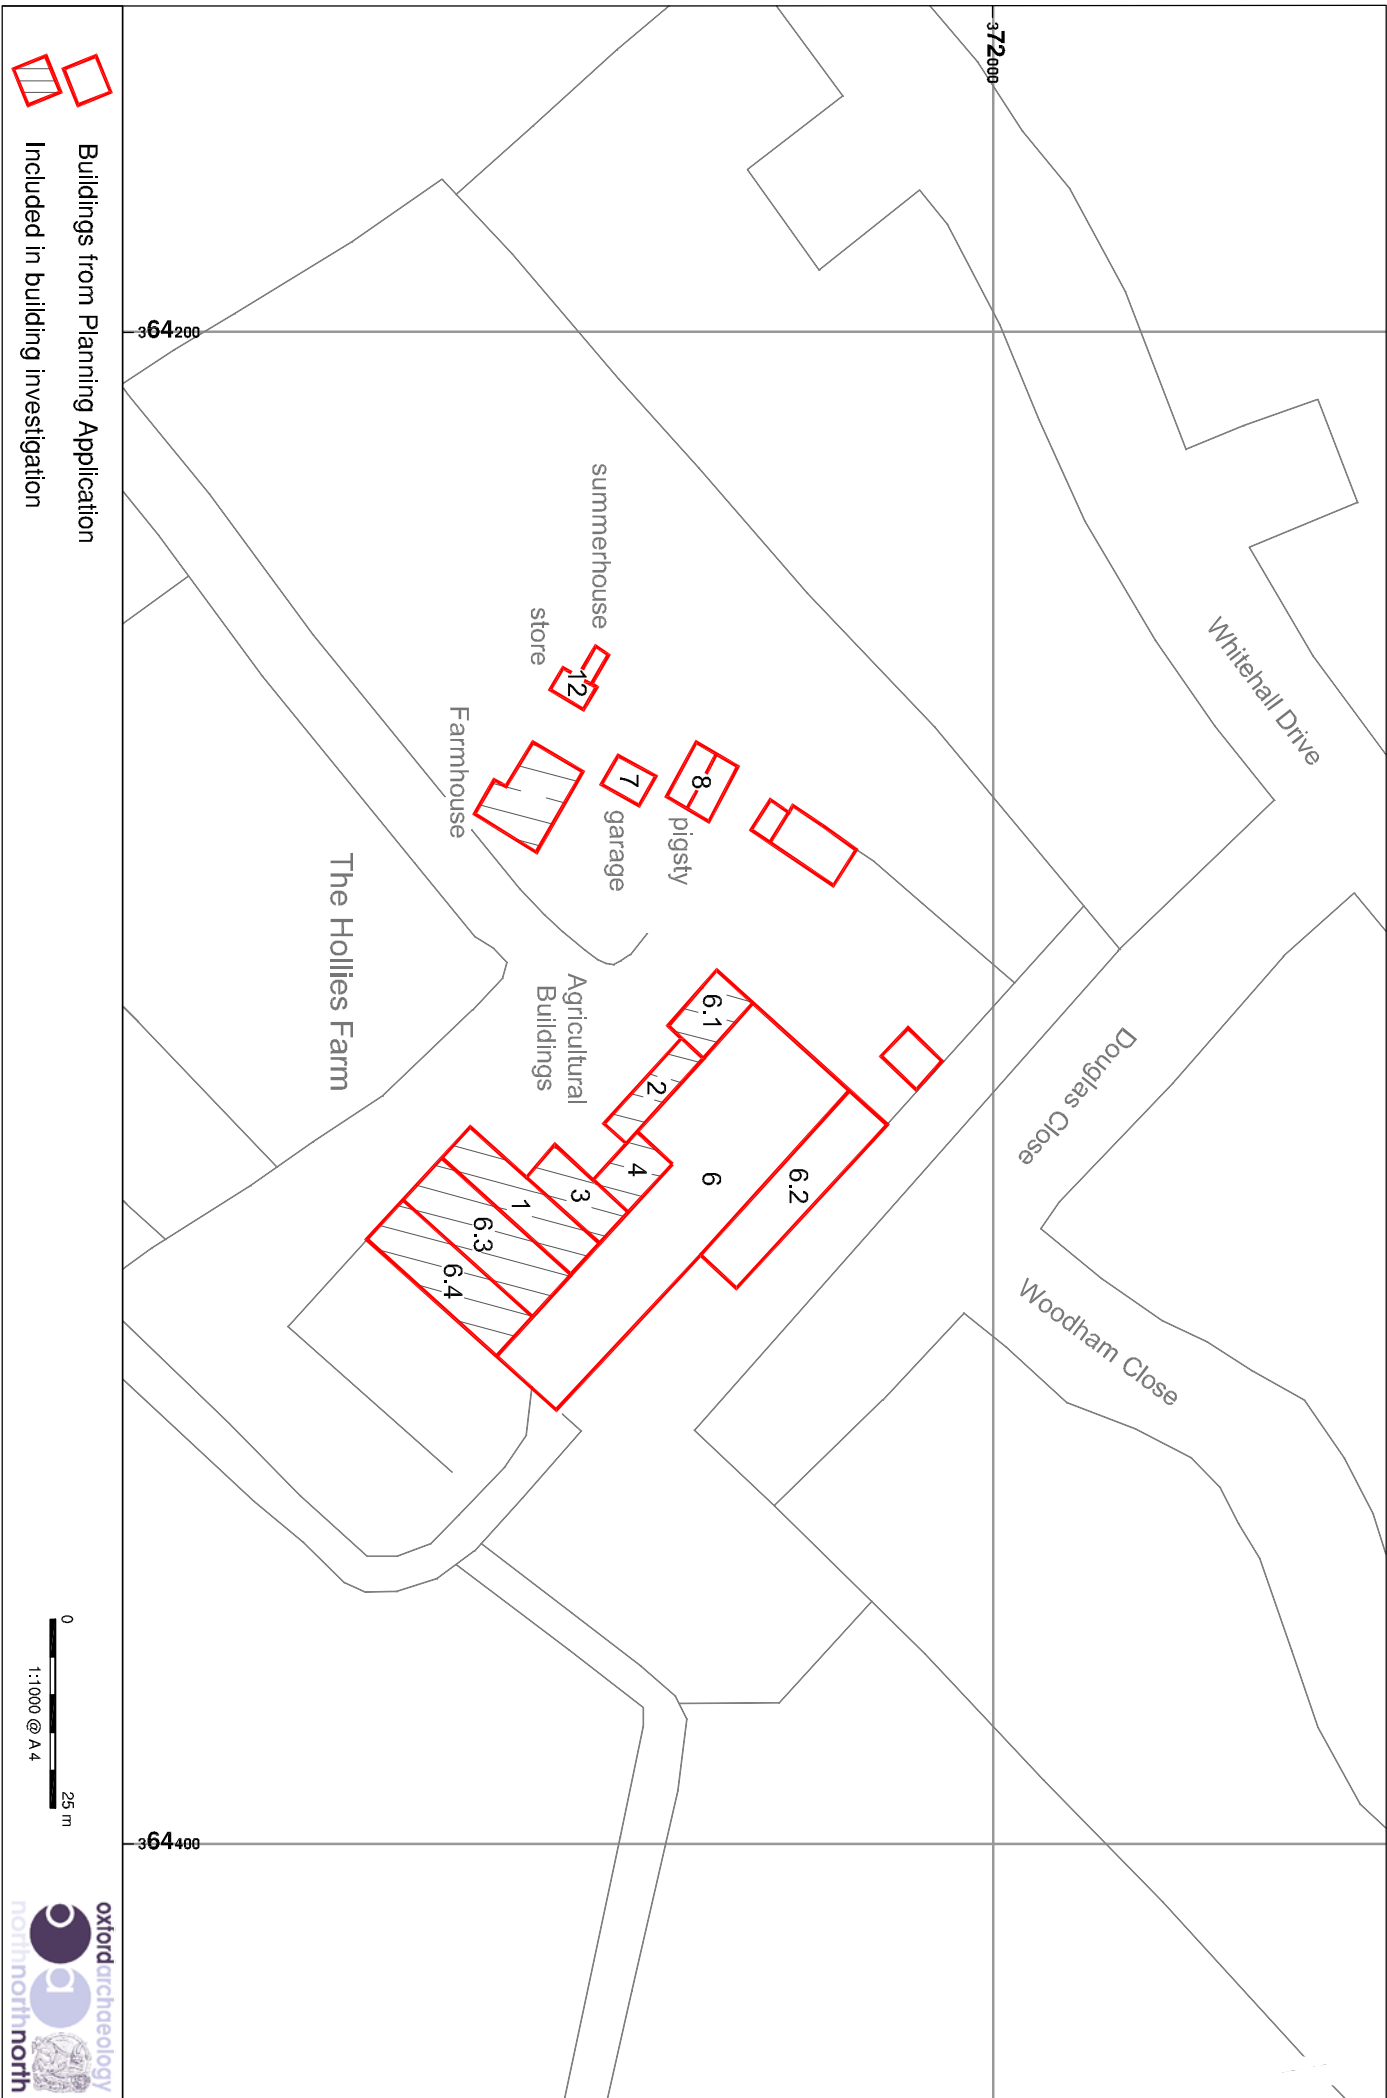 372000
Whitehall Drive
Douglas Close
Woodham Close
364200
364400
summerhouse
store
12
Farmhouse
7
garage
8
pigsty
The Hollies Farm
Agricultural
Buildings
6.1
2
4
3
1
6.3
6.4
6
6.2
Buildings from Planning Application
Included in building investigation
0
25 m
1:1000 @ A4
oxfordarchaeology
northnorthnorth